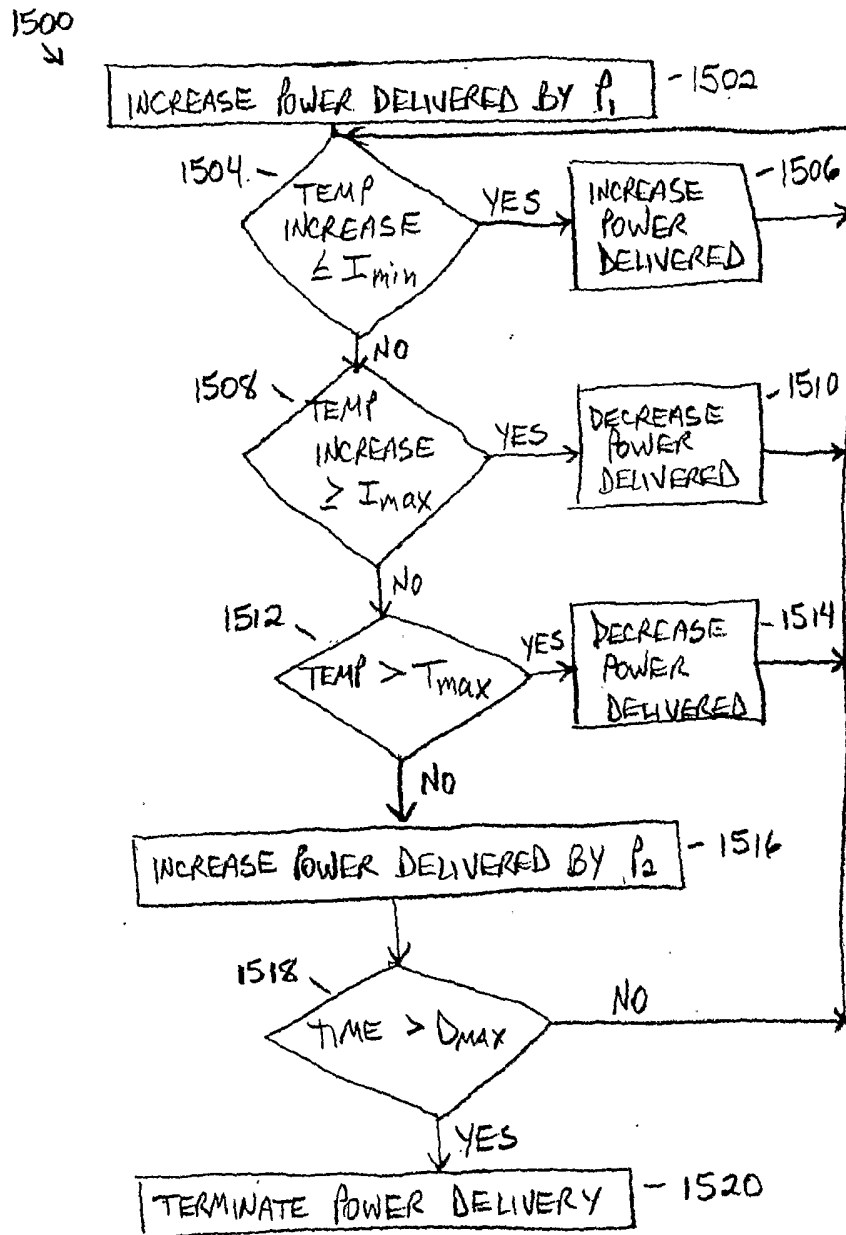 1500
INCREASE POWER DELIVERED BY P₁
- 1502
1504
TEMP
INCREASE
≤ Imin
YES
INCREASE
POWER
DELIVERED
- 1506
NO
1508
TEMP
INCREASE
≥ Imax
YES
DECREASE
POWER
DELIVERED
- 1510
NO
1512
TEMP > Tmax
YES
DECREASE
POWER
DELIVERED
- 1514
NO
INCREASE POWER DELIVERED BY P₂
- 1516
1518
TIME > DMAX
NO
YES
TERMINATE POWER DELIVERY
- 1520